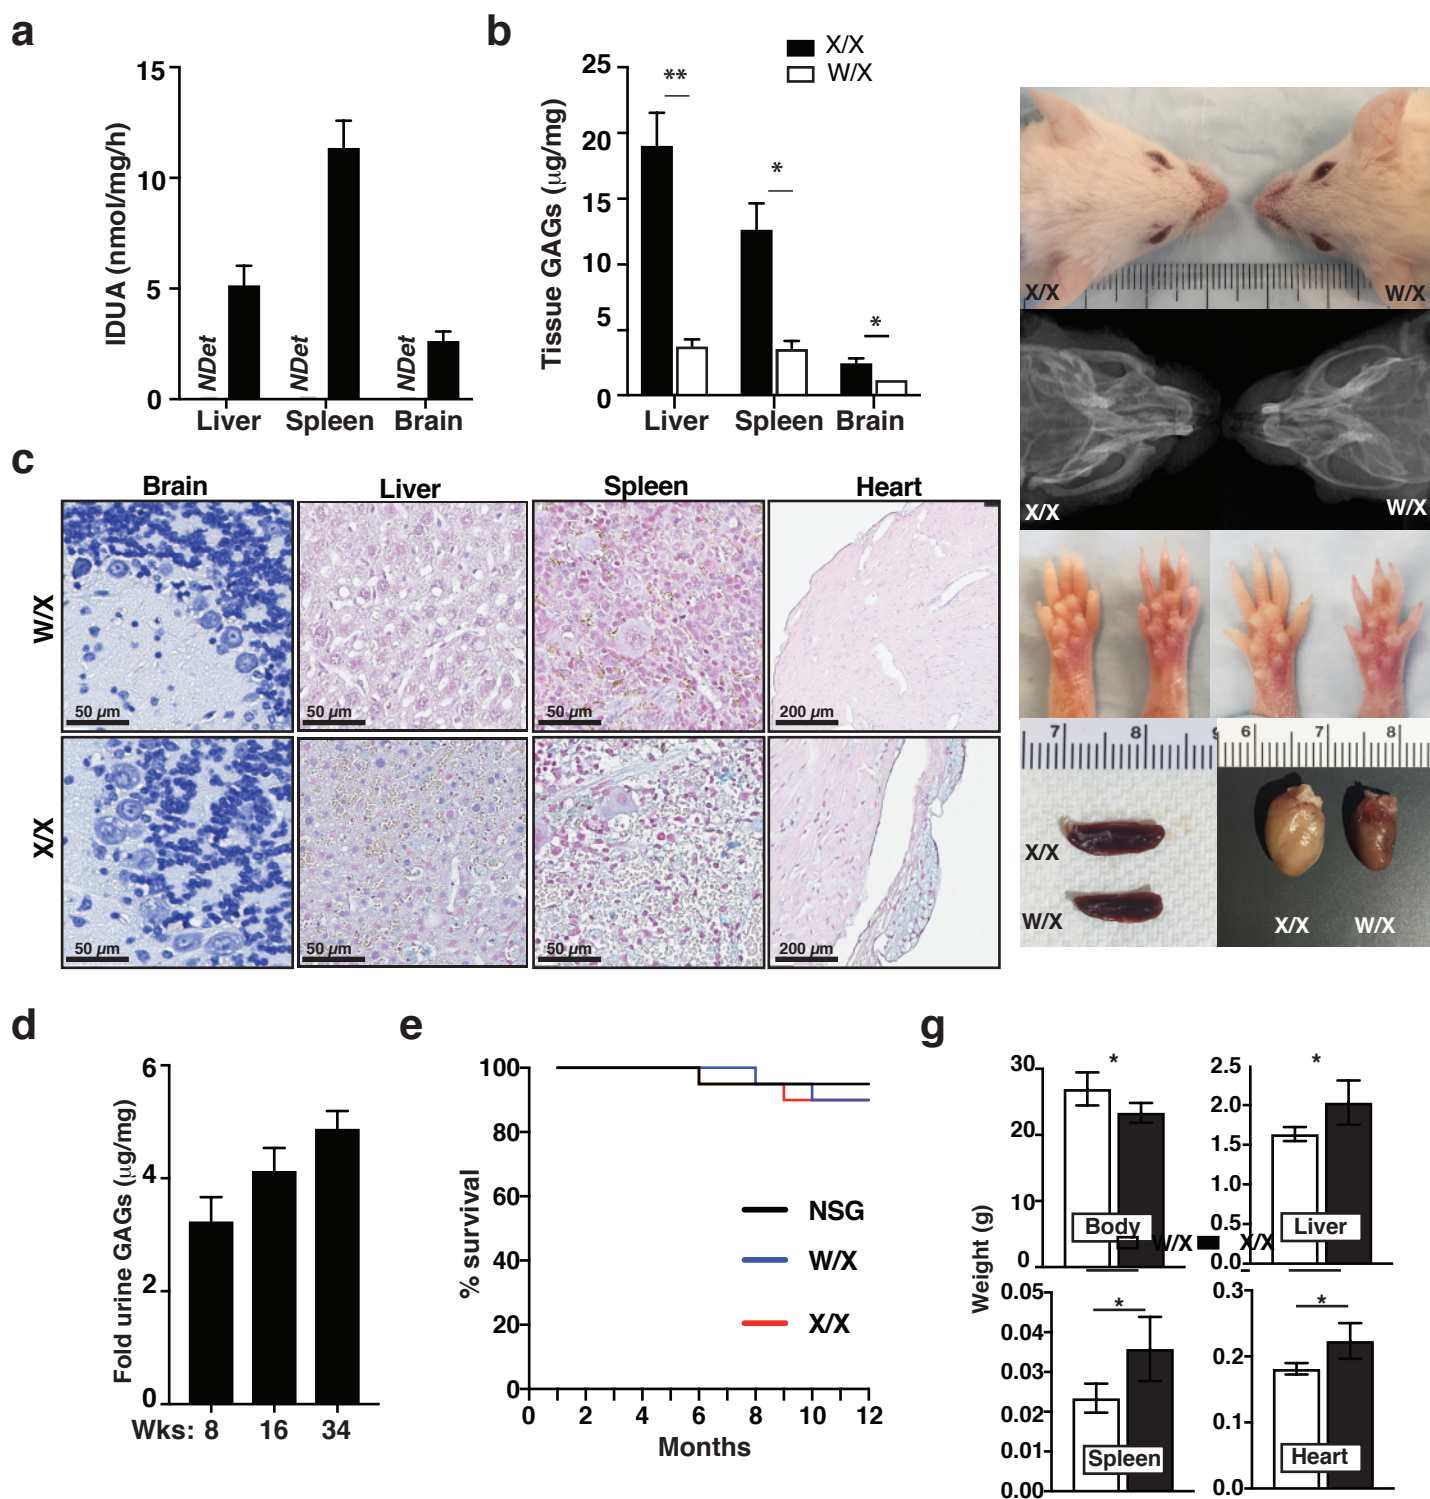 a
15
10
5
0
IDUA (nmol/mg/h)
NDet
NDet
NDet
Liver Spleen Brain
b
X/X
W/X
25
20
15
10
5
0
Tissue GAGs (µg/mg)
**
*
*
Liver Spleen Brain
X/X W/X
X/X W/X
7 8 9
X/X
W/X
6 7 8
X/X W/X
c
Brain Liver Spleen Heart
W/X
50 µm 50 µm 50 µm 200 µm
X/X
50 µm 50 µm 50 µm 200 µm
d
6
4
2
0
Fold urine GAGs (µg/mg)
Wks: 8 16 34
e
100
80
60
40
20
0
% survival
NSG
W/X
X/X
0 2 4 6 8 10 12
Months
g
Weight (g)
30
20
10
0
*
Body
2.5
2.0
1.5
1.0
0.5
0.0
*
Liver
W/X X/X
0.05
0.04
0.03
0.02
0.01
0.00
*
Spleen
0.3
0.2
0.1
0.0
*
Heart